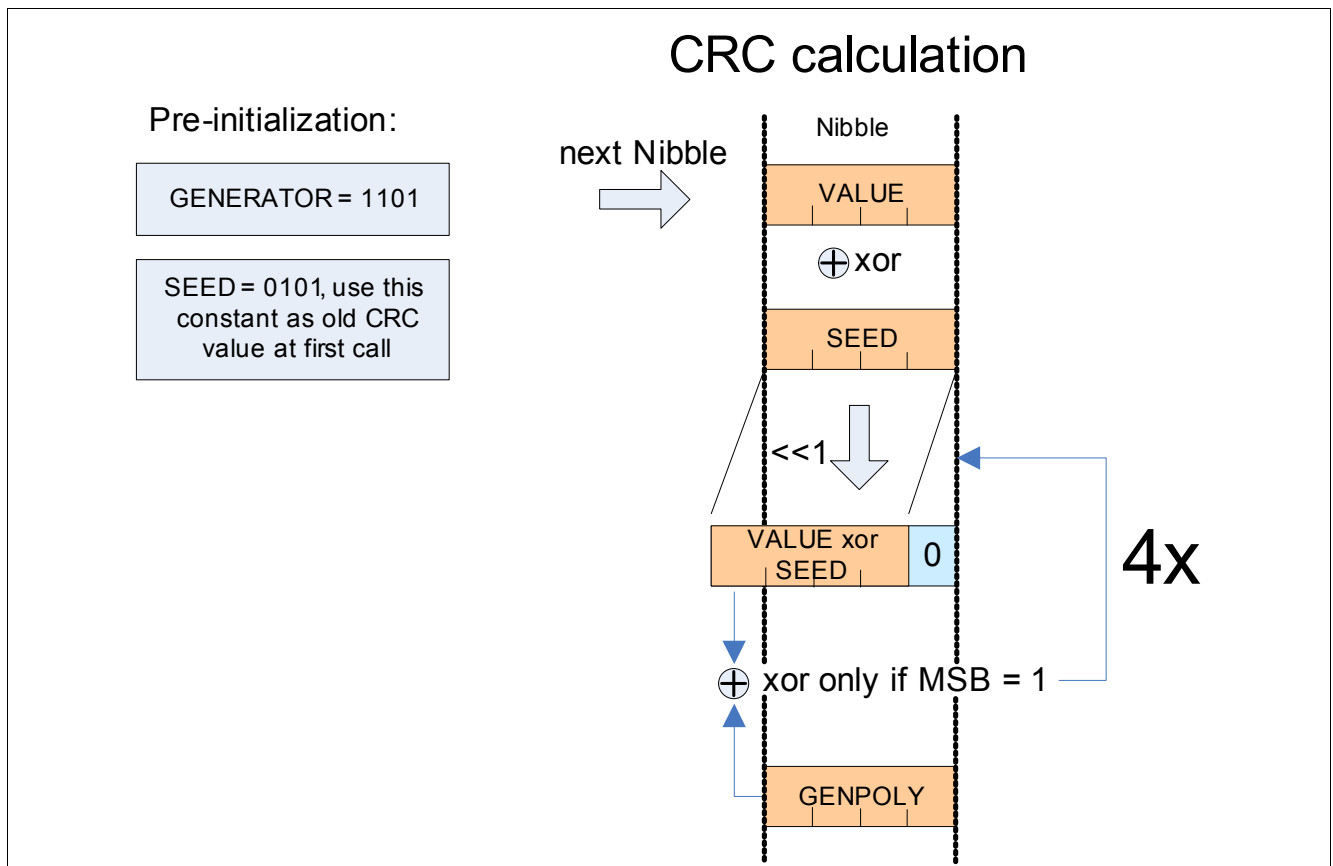 CRC calculation
Pre-initialization:
GENERATOR = 1101
SEED = 0101, use this
constant as old CRC
value at first call
next Nibble
Nibble
VALUE
xor
SEED
<<1
VALUE xor
SEED
0
4x
xor only if MSB = 1
GENPOLY